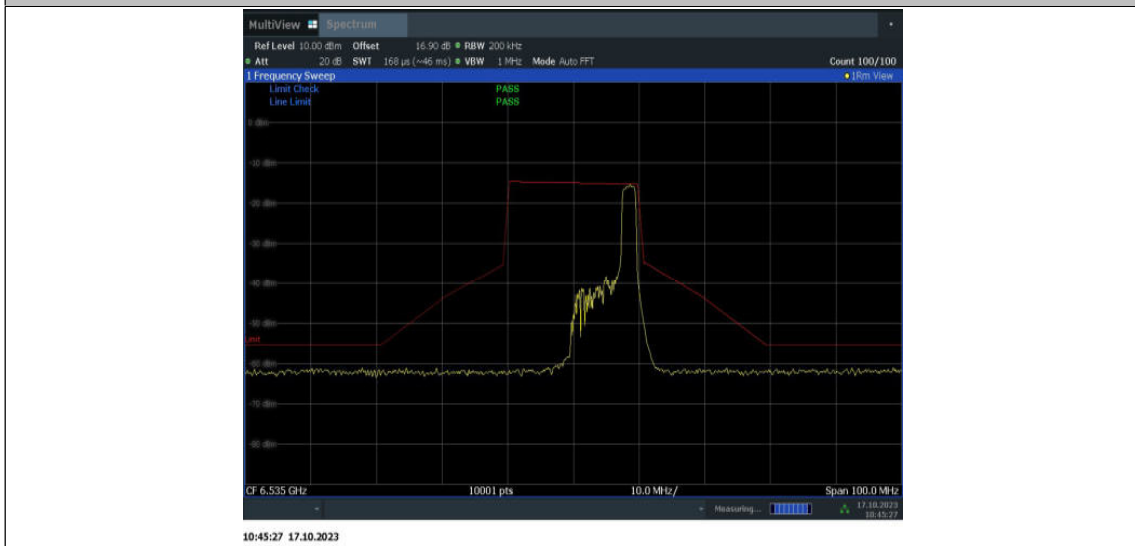 MultiView Spectrum
Ref Level 10.00 dBm Offset 16.90 dB RBW 200 kHz
Att 20 dB SWT 168 µs (~46 ms) VBW 1 MHz Mode Auto FFT Count 100/100
1 Frequency Sweep 1Rm View
Limit Check PASS
Line Limit PASS
0 dBm
-10 dBm
-20 dBm
-30 dBm
-40 dBm
-50 dBm
Limit
-60 dBm
-70 dBm
-80 dBm
CF 6.535 GHz 10001 pts 10.0 MHz/ Span 100.0 MHz
Measuring... 17.10.2023
10:45:27
10:45:27 17.10.2023